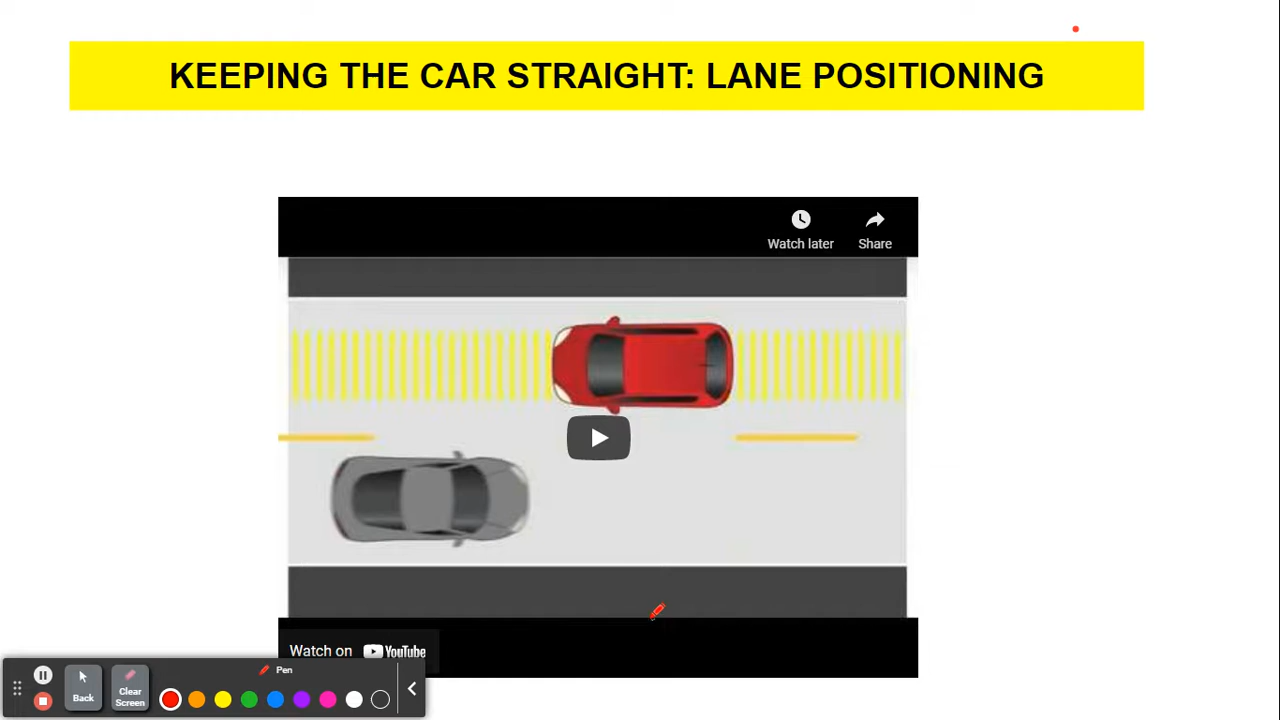 KEEPING THE CAR STRAIGHT: LANE POSITIONING
Watch later
Share
Watch on YouTube
Pen
Back
Clear
Screen